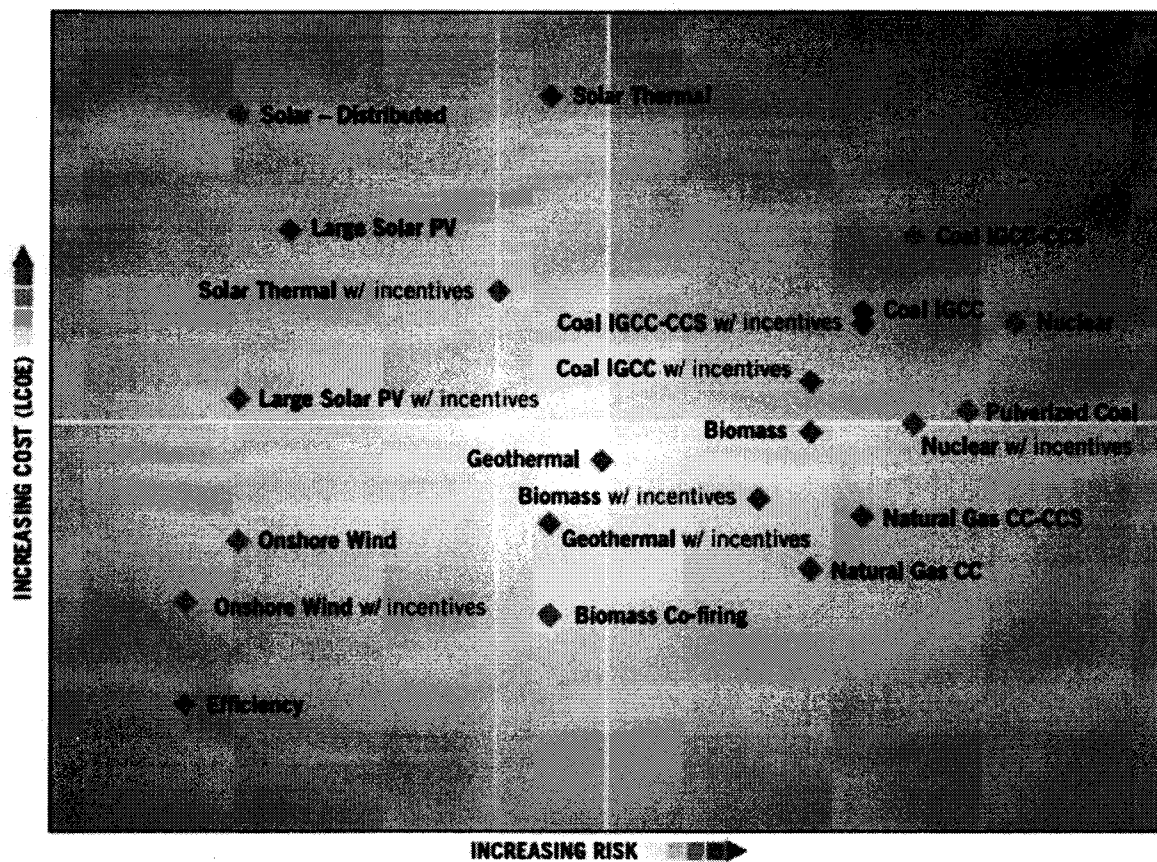 Solar Thermal
Solar – Distributed
Large Solar PV
Coal IGCC-CCS
Solar Thermal w/ incentives
Coal IGCC
Coal IGCC-CCS w/ incentives
Nuclear
Coal IGCC w/ incentives
Large Solar PV w/ incentives
Pulverized Coal
Biomass
Nuclear w/ incentives
Geothermal
Biomass w/ incentives
Natural Gas CC-CCS
Onshore Wind
Geothermal w/ incentives
Natural Gas CC
Onshore Wind w/ incentives
Biomass Co-firing
Efficiency
INCREASING COST (LCOE)
INCREASING RISK